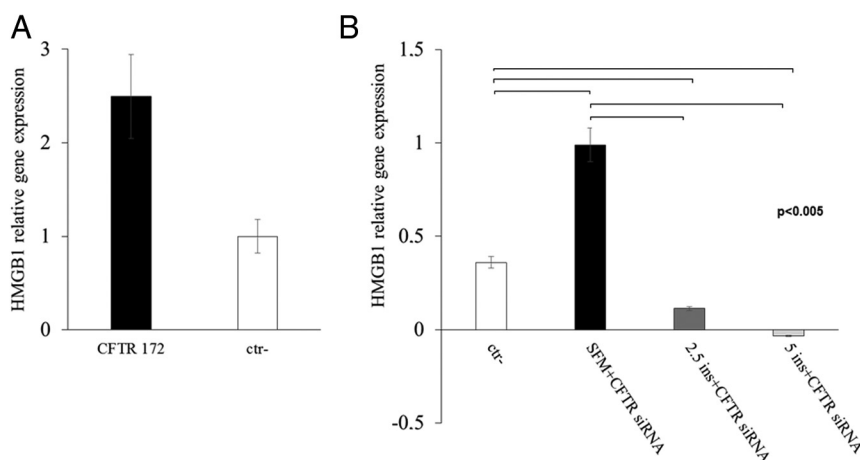 A
HMGB1 relative gene expression
3
2
1
0
CFTR 172
ctr-
B
HMGB1 relative gene expression
1.5
1
0.5
0
-0.5
p<0.005
ctr-
SFM+CFTR siRNA
2.5 ins+CFTR siRNA
5 ins+CFTR siRNA